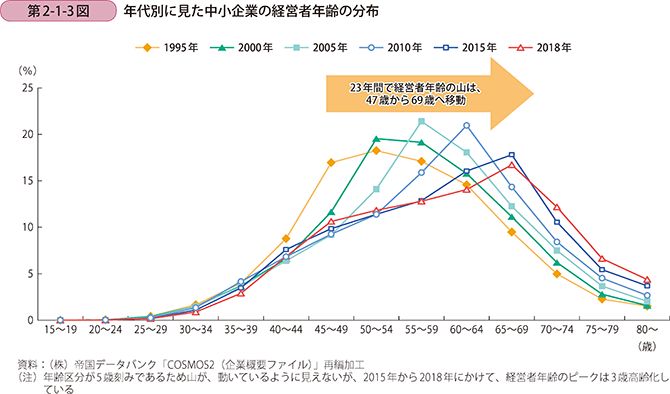 第2-1-3図
年代別に見た中小企業の経営者年齢の分布
1995年 2000年 2005年 2010年 2015年 2018年
(%)
23年間で経営者年齢の山は、
47歳から69歳へ移動
25
20
15
10
5
0
15～19 20～24 25～29 30～34 35～39 40～44 45～49 50～54 55～59 60～64 65～69 70～74 75～79 80～
(歳)
資料：（株）帝国データバンク「COSMOS2（企業概要ファイル）」再編加工
（注）年齢区分が5歳刻みであるため山が、動いているように見えないが、2015年から2018年にかけて、経営者年齢のピークは3歳高齢化し
ている